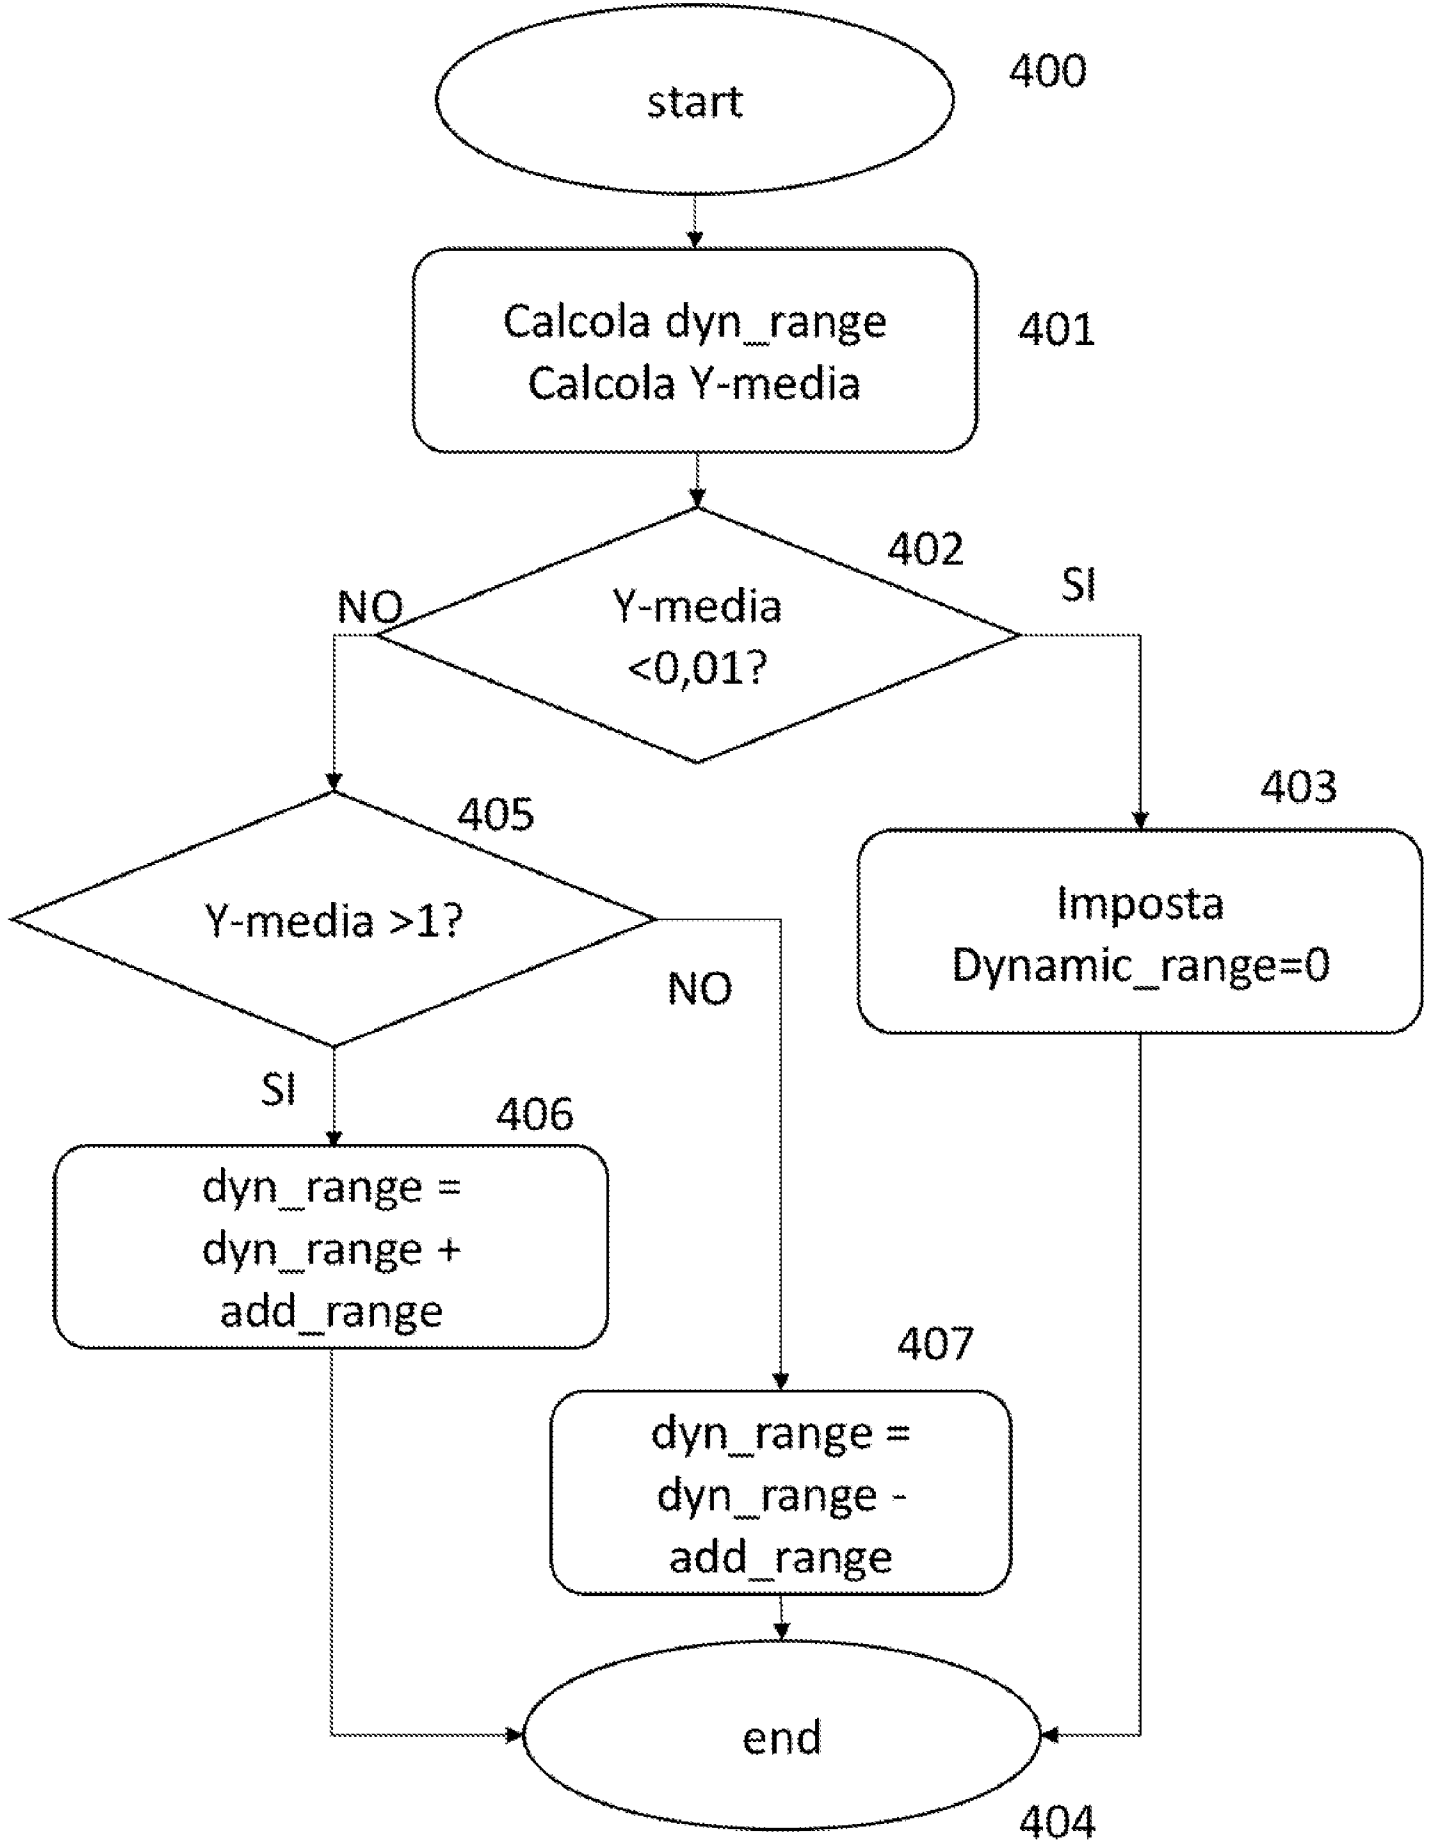 start
400
Calcola dyn_range
Calcola Y-media
401
402
Y-media
<0,01?
NO
SI
403
Imposta
Dynamic_range=0
405
Y-media >1?
NO
SI
406
dyn_range =
dyn_range +
add_range
407
dyn_range =
dyn_range -
add_range
end
404